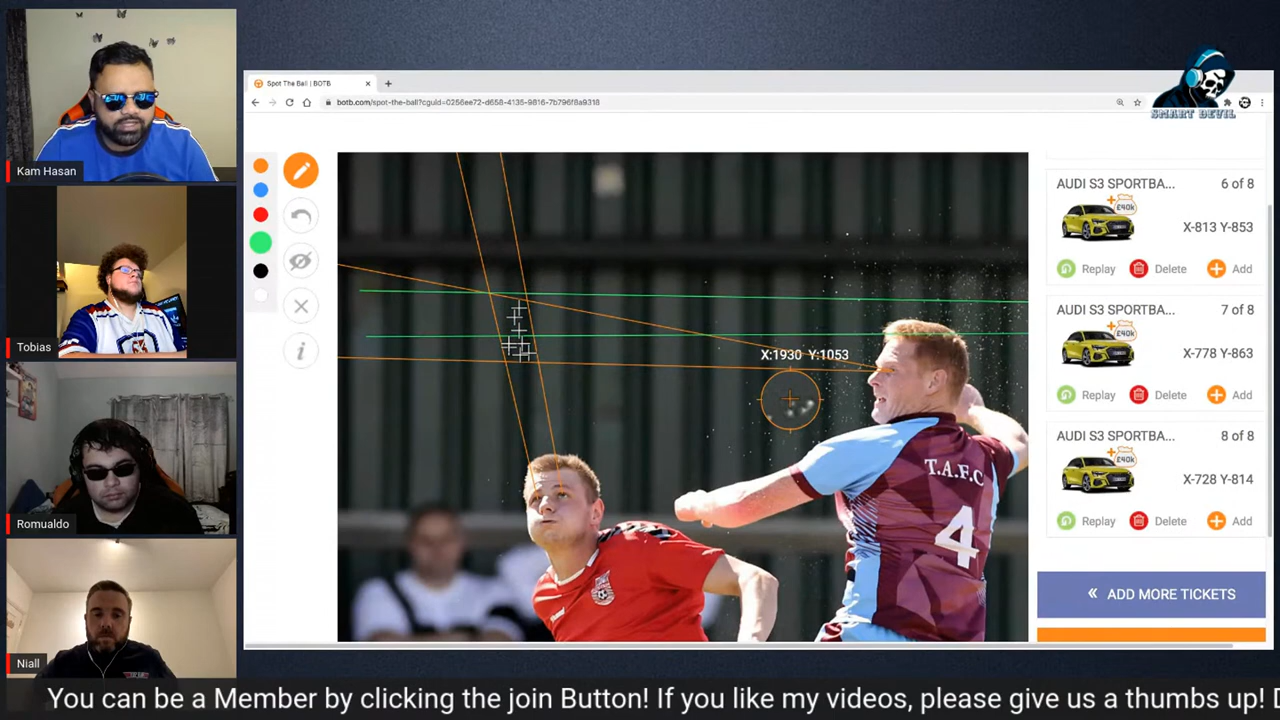 Kam Hasan
Tobias
Romualdo
Niall
Spot The Ball | BOTB
botb.com/spot-the-ball?cguid=0256ee72-d658-4135-9816-7b796f8a9318
SMART DEVIL
X:1930 Y:1053
T.A.F.C
4
AUDI S3 SPORTBA... 6 of 8
£40k
X-813 Y-853
Replay Delete Add
AUDI S3 SPORTBA... 7 of 8
£40k
X-778 Y-863
Replay Delete Add
AUDI S3 SPORTBA... 8 of 8
£40k
X-728 Y-814
Replay Delete Add
« ADD MORE TICKETS
You can be a Member by clicking the join Button! If you like my videos, please give us a thumbs up! D